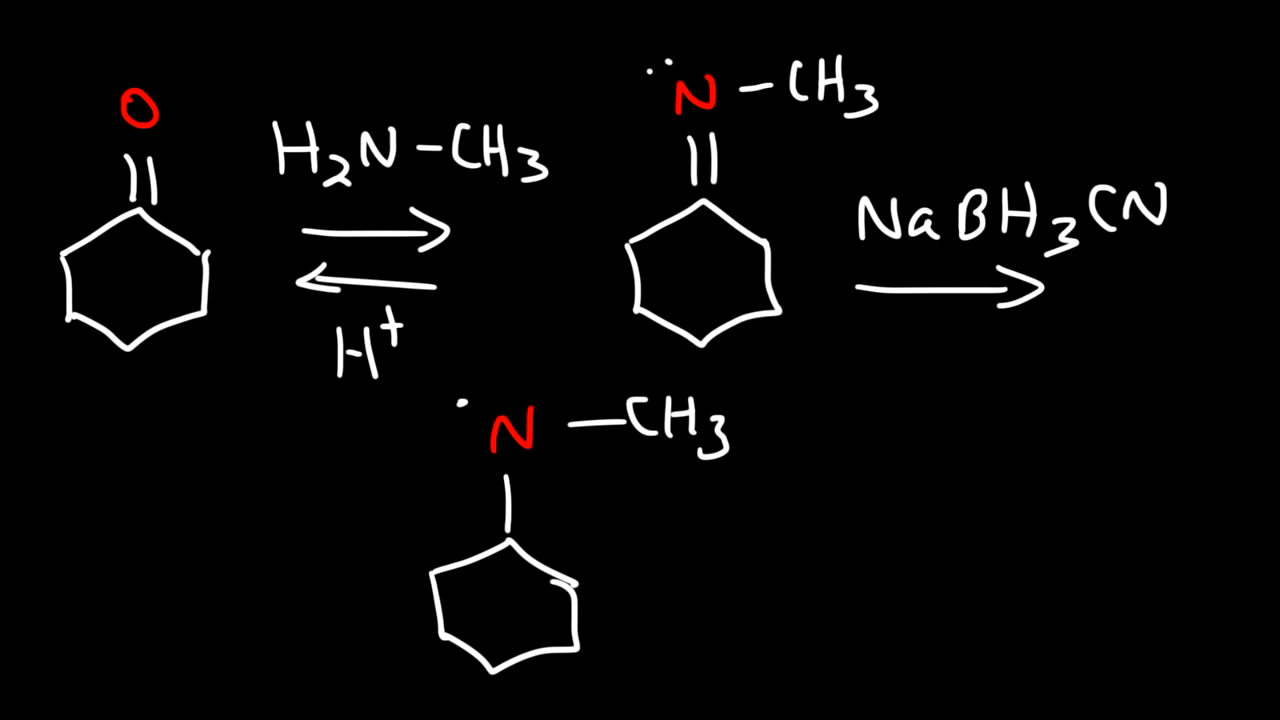 O
H₂N-CH₃
H⁺
N-CH₃
NaBH₃CN
N-CH₃